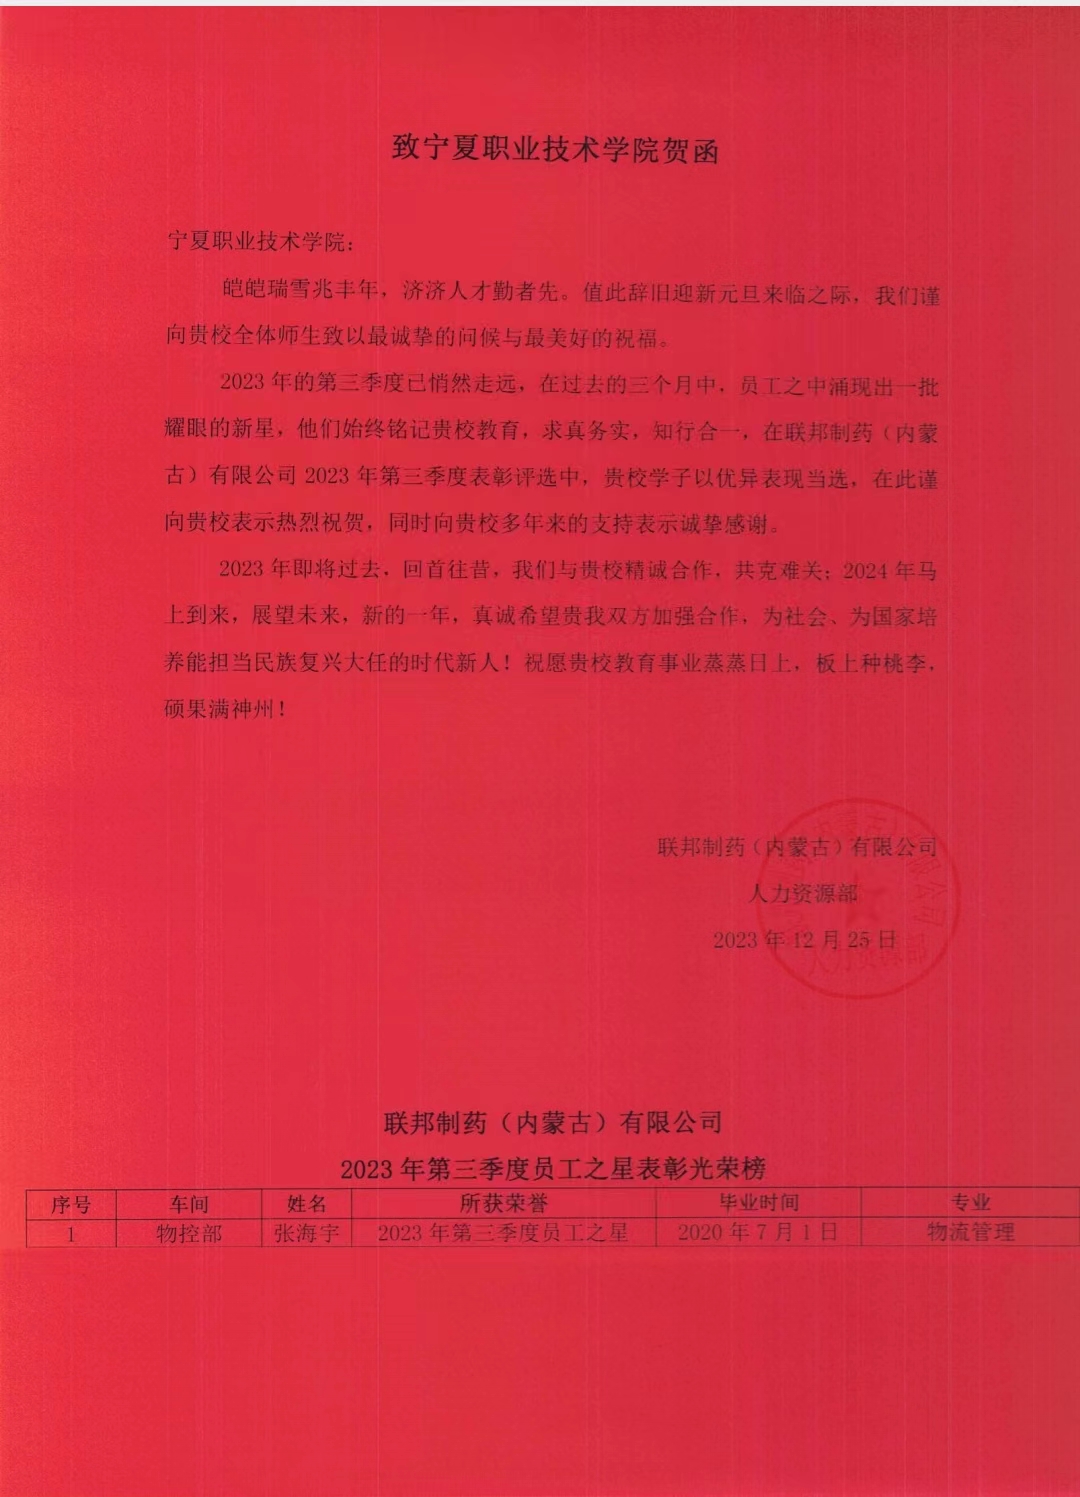 致宁夏职业技术学院贺函
宁夏职业技术学院：
皑皑瑞雪兆丰年，济济人才勤者先。值此辞旧迎新元旦来临之际，我们谨
向贵校全体师生致以最诚挚的问候与最美好的祝福。
2023 年的第三季度已悄然走远，在过去的三个月中，员工之中涌现出一批
耀眼的新星，他们始终铭记贵校教育，求真务实，知行合一，在联邦制药（内蒙
古）有限公司 2023 年第三季度表彰评选中，贵校学子以优异表现当选，在此谨
向贵校表示热烈祝贺，同时向贵校多年来的支持表示诚挚感谢。
2023 年即将过去，回首往昔，我们与贵校精诚合作，共克难关；2024 年马
上到来，展望未来，新的一年，真诚希望贵我双方加强合作，为社会、为国家培
养能担当民族复兴大任的时代新人！祝愿贵校教育事业蒸蒸日上，板上种桃李，
硕果满神州！
联邦制药（内蒙古）有限公司
人力资源部
2023 年 12 月 25 日
人力资源部
联邦制药（内蒙古）有限公司
2023 年第三季度员工之星表彰光荣榜
序号 车间 姓名 所获荣誉 毕业时间 专业
1 物控部 张海宇 2023 年第三季度员工之星 2020 年 7 月 1 日 物流管理